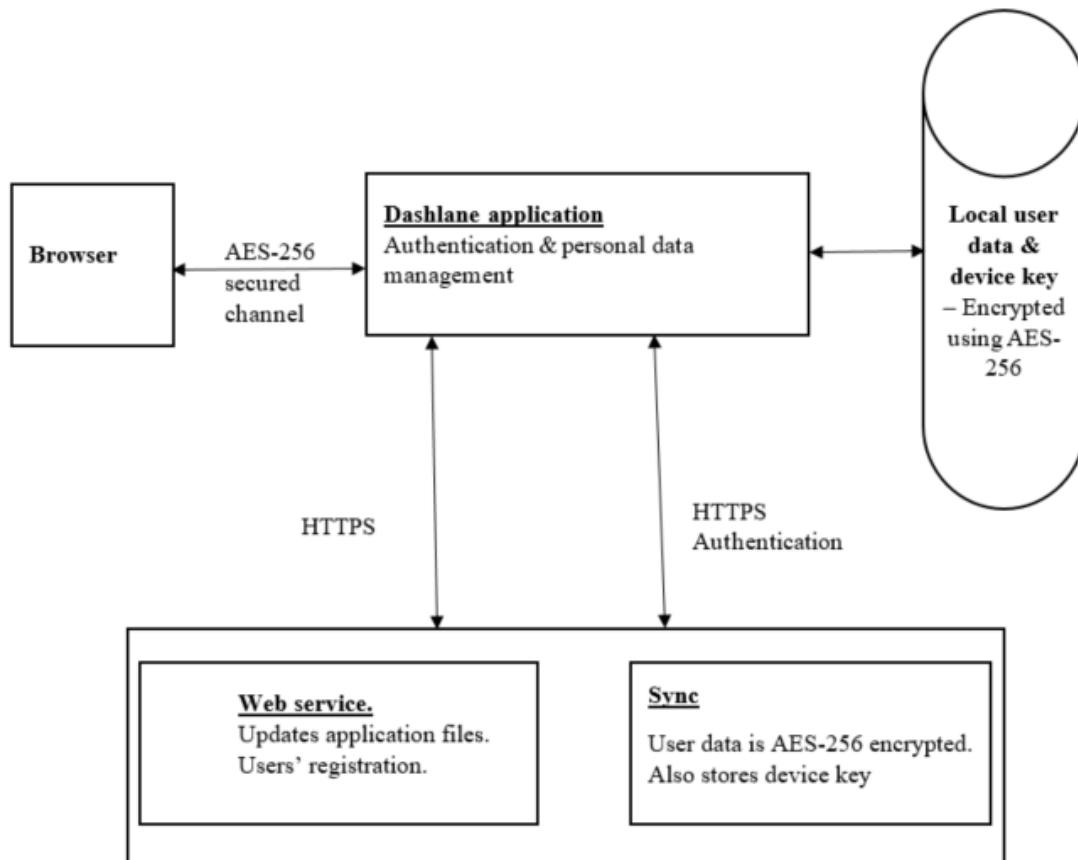 Browser
AES-256
secured
channel
Dashlane application
Authentication & personal data
management
Local user
data &
device key
– Encrypted
using AES-
256
HTTPS
HTTPS
Authentication
Web service.
Updates application files.
Users’ registration.
Sync
User data is AES-256 encrypted.
Also stores device key